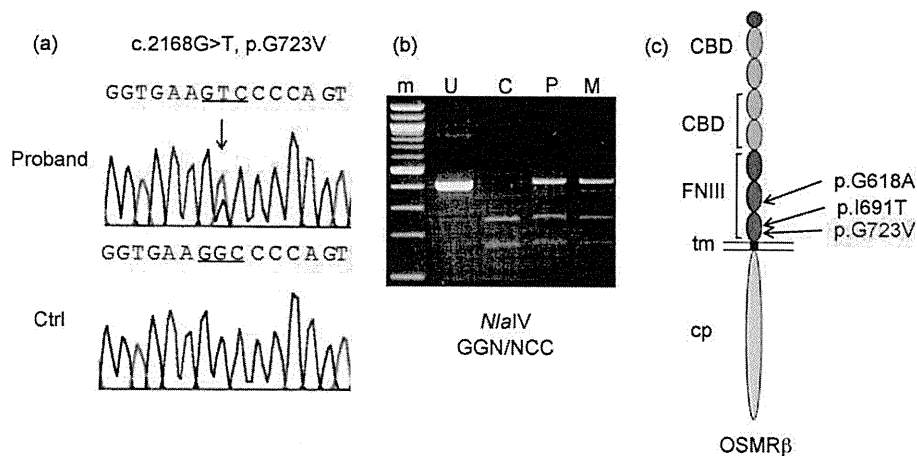 (a)
c.2168G>T, p.G723V
GGTGAAGTCCCCAGT
Proband
GGTGAAGGCCCCAGT
Ctrl
(b)
m U C P M
NlaIV
GGN/NCC
(c)
CBD
CBD
FNIII
p.G618A
p.I691T
p.G723V
tm
cp
OSMRβ